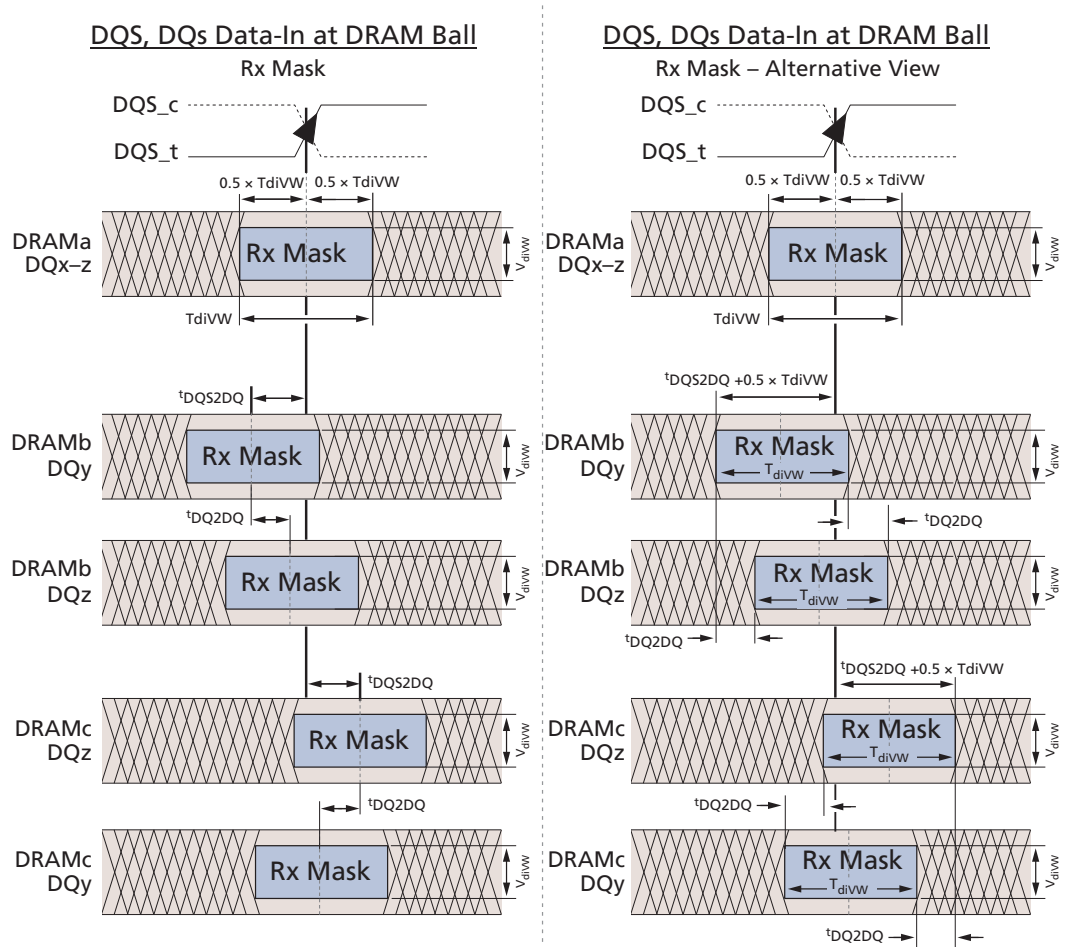 DQS, DQs Data-In at DRAM Ball
Rx Mask
DQS_c
DQS_t
0.5 × TdiVW
0.5 × TdiVW
DRAMa
DQx–z
Rx Mask
VdiVW
TdiVW
tDQS2DQ
DRAMb
DQy
Rx Mask
VdiVW
tDQ2DQ
DRAMb
DQz
Rx Mask
VdiVW
tDQS2DQ
DRAMc
DQz
Rx Mask
VdiVW
tDQ2DQ
DRAMc
DQy
Rx Mask
VdiVW
DQS, DQs Data-In at DRAM Ball
Rx Mask – Alternative View
DQS_c
DQS_t
0.5 × TdiVW
0.5 × TdiVW
DRAMa
DQx–z
Rx Mask
VdiVW
TdiVW
tDQS2DQ +0.5 × TdiVW
DRAMb
DQy
Rx Mask
TdiVW
VdiVW
tDQ2DQ
DRAMb
DQz
Rx Mask
TdiVW
VdiVW
tDQ2DQ
tDQS2DQ +0.5 × TdiVW
DRAMc
DQz
Rx Mask
TdiVW
VdiVW
tDQ2DQ
DRAMc
DQy
Rx Mask
TdiVW
VdiVW
tDQ2DQ